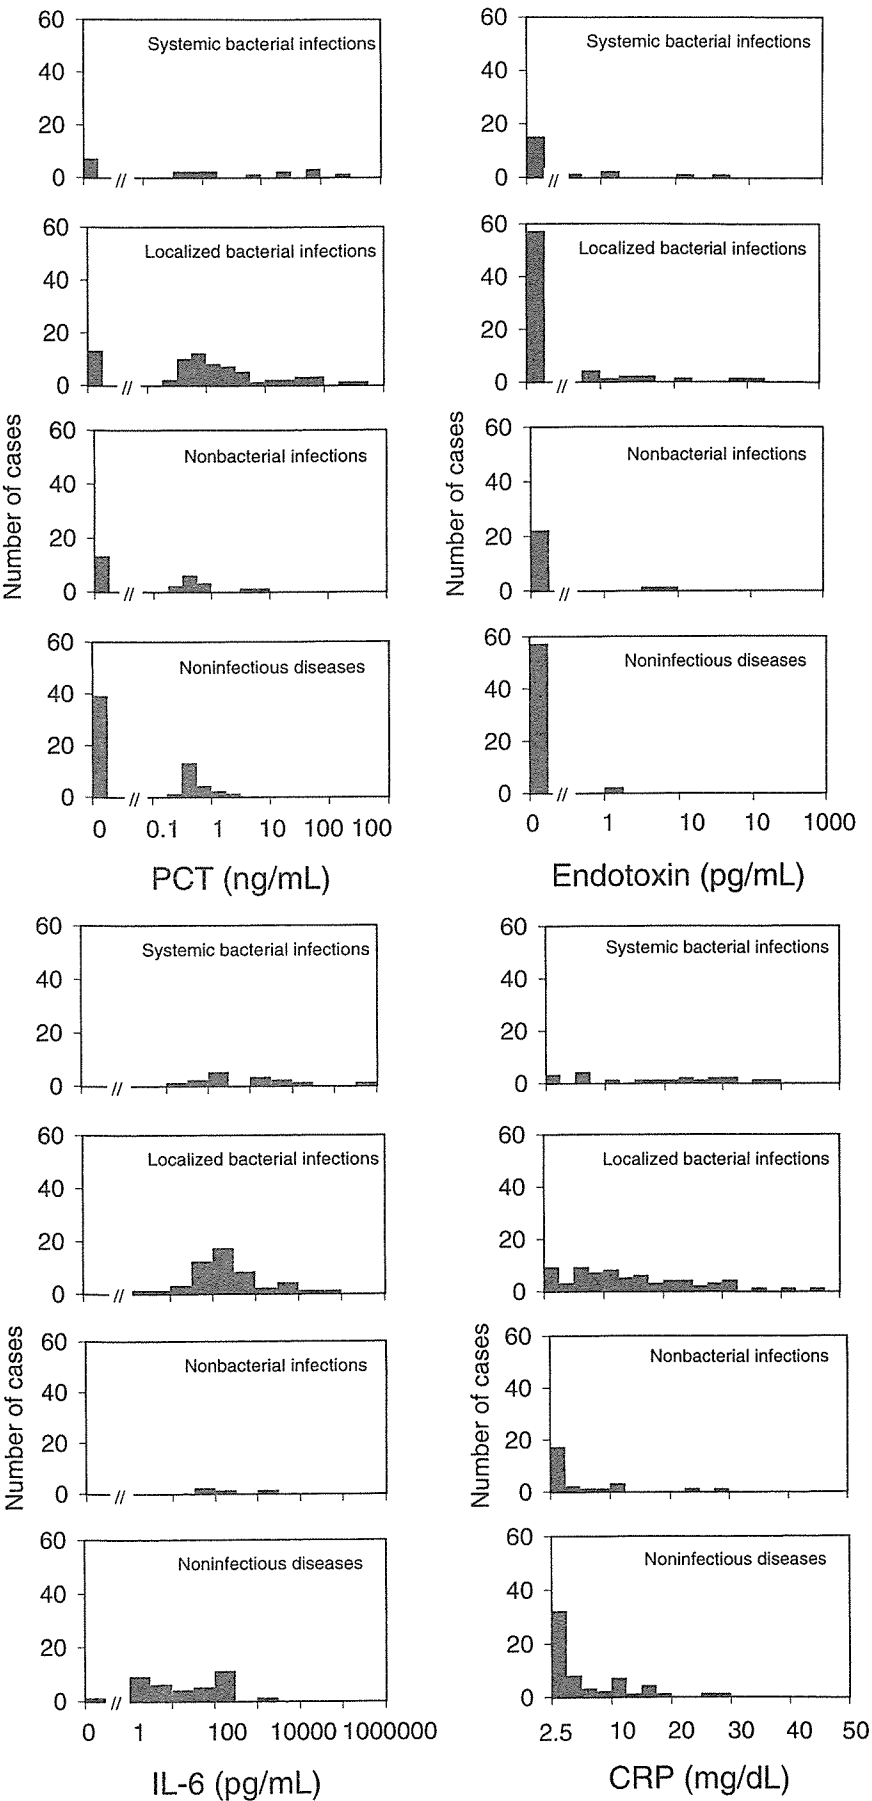 60
40
20
0
Systemic bacterial infections
//
60
40
20
0
Localized bacterial infections
//
60
40
20
0
Nonbacterial infections
//
60
40
20
0
Noninfectious diseases
//
Number of cases
0 0.1 1 10 100 100
PCT (ng/mL)
60
40
20
0
Systemic bacterial infections
//
60
40
20
0
Localized bacterial infections
//
60
40
20
0
Nonbacterial infections
//
60
40
20
0
Noninfectious diseases
//
Number of cases
0 1 10 10 1000
Endotoxin (pg/mL)
60
40
20
0
Systemic bacterial infections
//
60
40
20
0
Localized bacterial infections
//
60
40
20
0
Nonbacterial infections
//
60
40
20
0
Noninfectious diseases
//
Number of cases
0 1 100 10000 1000000
IL-6 (pg/mL)
60
40
20
0
Systemic bacterial infections
60
40
20
0
Localized bacterial infections
60
40
20
0
Nonbacterial infections
60
40
20
0
Noninfectious diseases
Number of cases
2.5 10 20 30 40 50
CRP (mg/dL)